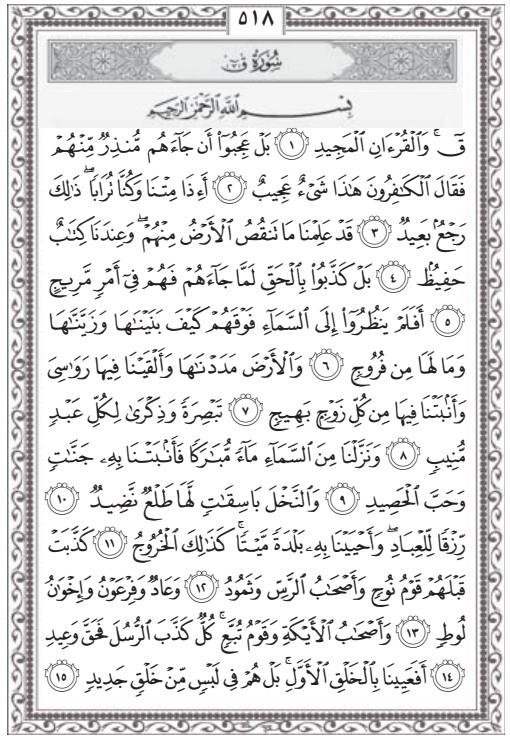 ٥١٨
سُورَةُ قٓ
بِسۡمِ ٱللَّهِ ٱلرَّحۡمَٰنِ ٱلرَّحِيمِ
قٓۚ وَٱلۡقُرۡءَانِ ٱلۡمَجِيدِ ١ بَلۡ عَجِبُوٓاْ أَن جَآءَهُم مُّنذِرٞ مِّنۡهُمۡ
فَقَالَ ٱلۡكَٰفِرُونَ هَٰذَا شَيۡءٌ عَجِيبٌ ٢ أَءِذَا مِتۡنَا وَكُنَّا تُرَابٗاۖ ذَٰلِكَ
رَجۡعُۢ بَعِيدٞ ٣ قَدۡ عَلِمۡنَا مَا تَنقُصُ ٱلۡأَرۡضُ مِنۡهُمۡۖ وَعِندَنَا كِتَٰبٌ
حَفِيظُۢ ٤ بَلۡ كَذَّبُواْ بِٱلۡحَقِّ لَمَّا جَآءَهُمۡ فَهُمۡ فِيٓ أَمۡرٖ مَّرِيجٍ
٥ أَفَلَمۡ يَنظُرُوٓاْ إِلَى ٱلسَّمَآءِ فَوۡقَهُمۡ كَيۡفَ بَنَيۡنَٰهَا وَزَيَّنَّٰهَا
وَمَا لَهَا مِن فُرُوجٖ ٦ وَٱلۡأَرۡضَ مَدَدۡنَٰهَا وَأَلۡقَيۡنَا فِيهَا رَوَٰسِيَ
وَأَنۢبَتۡنَا فِيهَا مِن كُلِّ زَوۡجِۭ بَهِيجٖ ٧ تَبۡصِرَةٗ وَذِكۡرَىٰ لِكُلِّ عَبۡدٖ
مُّنِيبٖ ٨ وَنَزَّلۡنَا مِنَ ٱلسَّمَآءِ مَآءٗ مُّبَٰرَكٗا فَأَنۢبَتۡنَا بِهِۦ جَنَّٰتٖ
وَحَبَّ ٱلۡحَصِيدِ ٩ وَٱلنَّخۡلَ بَاسِقَٰتٖ لَّهَا طَلۡعٞ نَّضِيدٞ ١٠
رِّزۡقٗا لِّلۡعِبَادِۖ وَأَحۡيَيۡنَا بِهِۦ بَلۡدَةٗ مَّيۡتٗاۚ كَذَٰلِكَ ٱلۡخُرُوجُ ١١ كَذَّبَتۡ
قَبۡلَهُمۡ قَوۡمُ نُوحٖ وَأَصۡحَٰبُ ٱلرَّسِّ وَثَمُودُ ١٢ وَعَادٞ وَفِرۡعَوۡنُ وَإِخۡوَٰنُ
لُوطٖ ١٣ وَأَصۡحَٰبُ ٱلۡأَيۡكَةِ وَقَوۡمُ تُبَّعٖۚ كُلّٞ كَذَّبَ ٱلرُّسُلَ فَحَقَّ وَعِيدِ
١٤ أَفَعَيِينَا بِٱلۡخَلۡقِ ٱلۡأَوَّلِۚ بَلۡ هُمۡ فِي لَبۡسٖ مِّنۡ خَلۡقٖ جَدِيدٖ ١٥